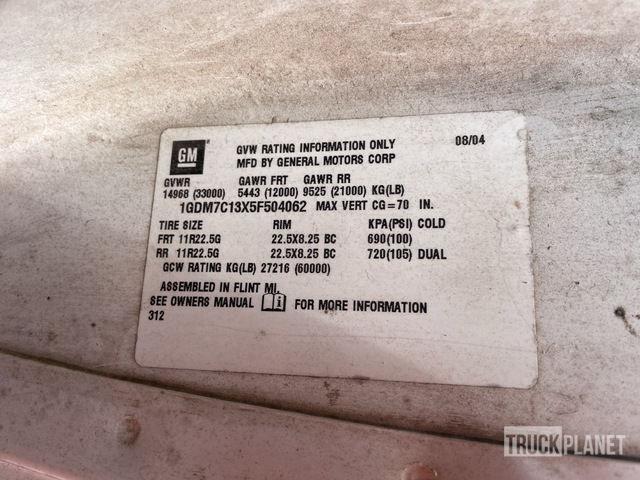 GM
GVW RATING INFORMATION ONLY 08/04
MFD BY GENERAL MOTORS CORP
GVWR GAWR FRT GAWR RR
14968 (33000) 5443 (12000) 9525 (21000) KG(LB)
1GDM7C13X5F504062 MAX VERT CG=70 IN.
TIRE SIZE RIM KPA(PSI) COLD
FRT 11R22.5G 22.5X8.25 BC 690(100)
RR 11R22.5G 22.5X8.25 BC 720(105) DUAL
GCW RATING KG(LB) 27216 (60000)
ASSEMBLED IN FLINT MI.
SEE OWNERS MANUAL i FOR MORE INFORMATION
312
TRUCKPLANET